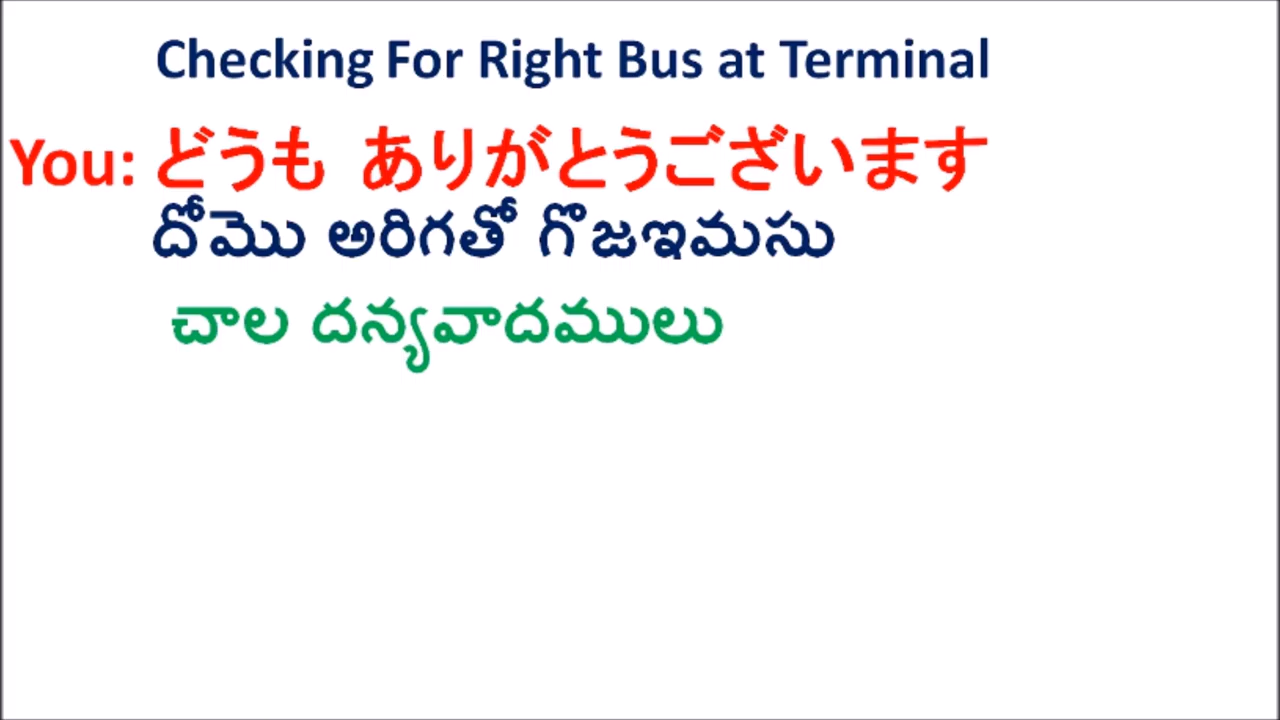 Checking For Right Bus at Terminal
You: どうも ありがとうございます
దోమొ అరిగతో గొజఇమసు
చాల దన్యవాదములు